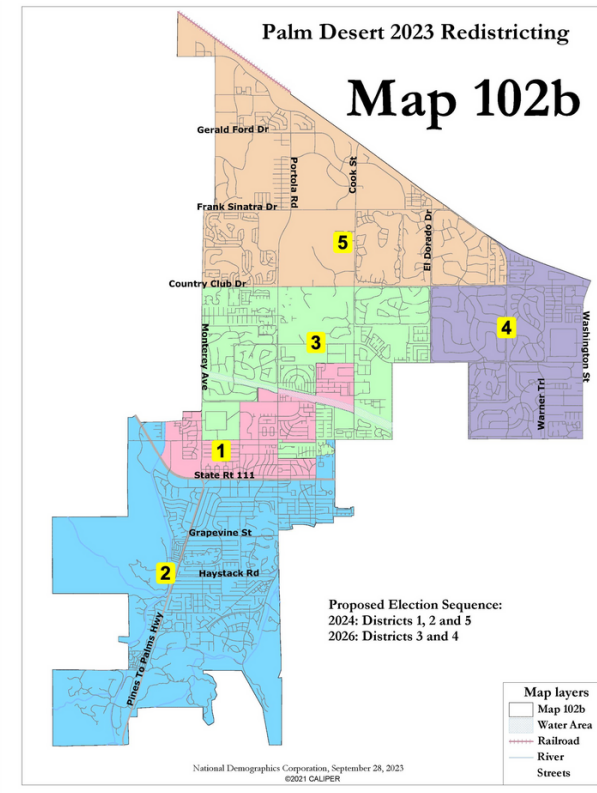 Palm Desert 2023 Redistricting
Map 102b
Gerald Ford Dr
Portola Rd
Cook St
Frank Sinatra Dr
El Dorado Dr
5
Country Club Dr
4
Washington St
3
Monterey Ave
Warner Trl
1
State Rt 111
Grapevine St
2
Haystack Rd
Pines To Palms Hwy
Proposed Election Sequence:
2024: Districts 1, 2 and 5
2026: Districts 3 and 4
Map layers
Map 102b
Water Area
Railroad
River
Streets
National Demographics Corporation, September 28, 2023
©2021 CALIPER